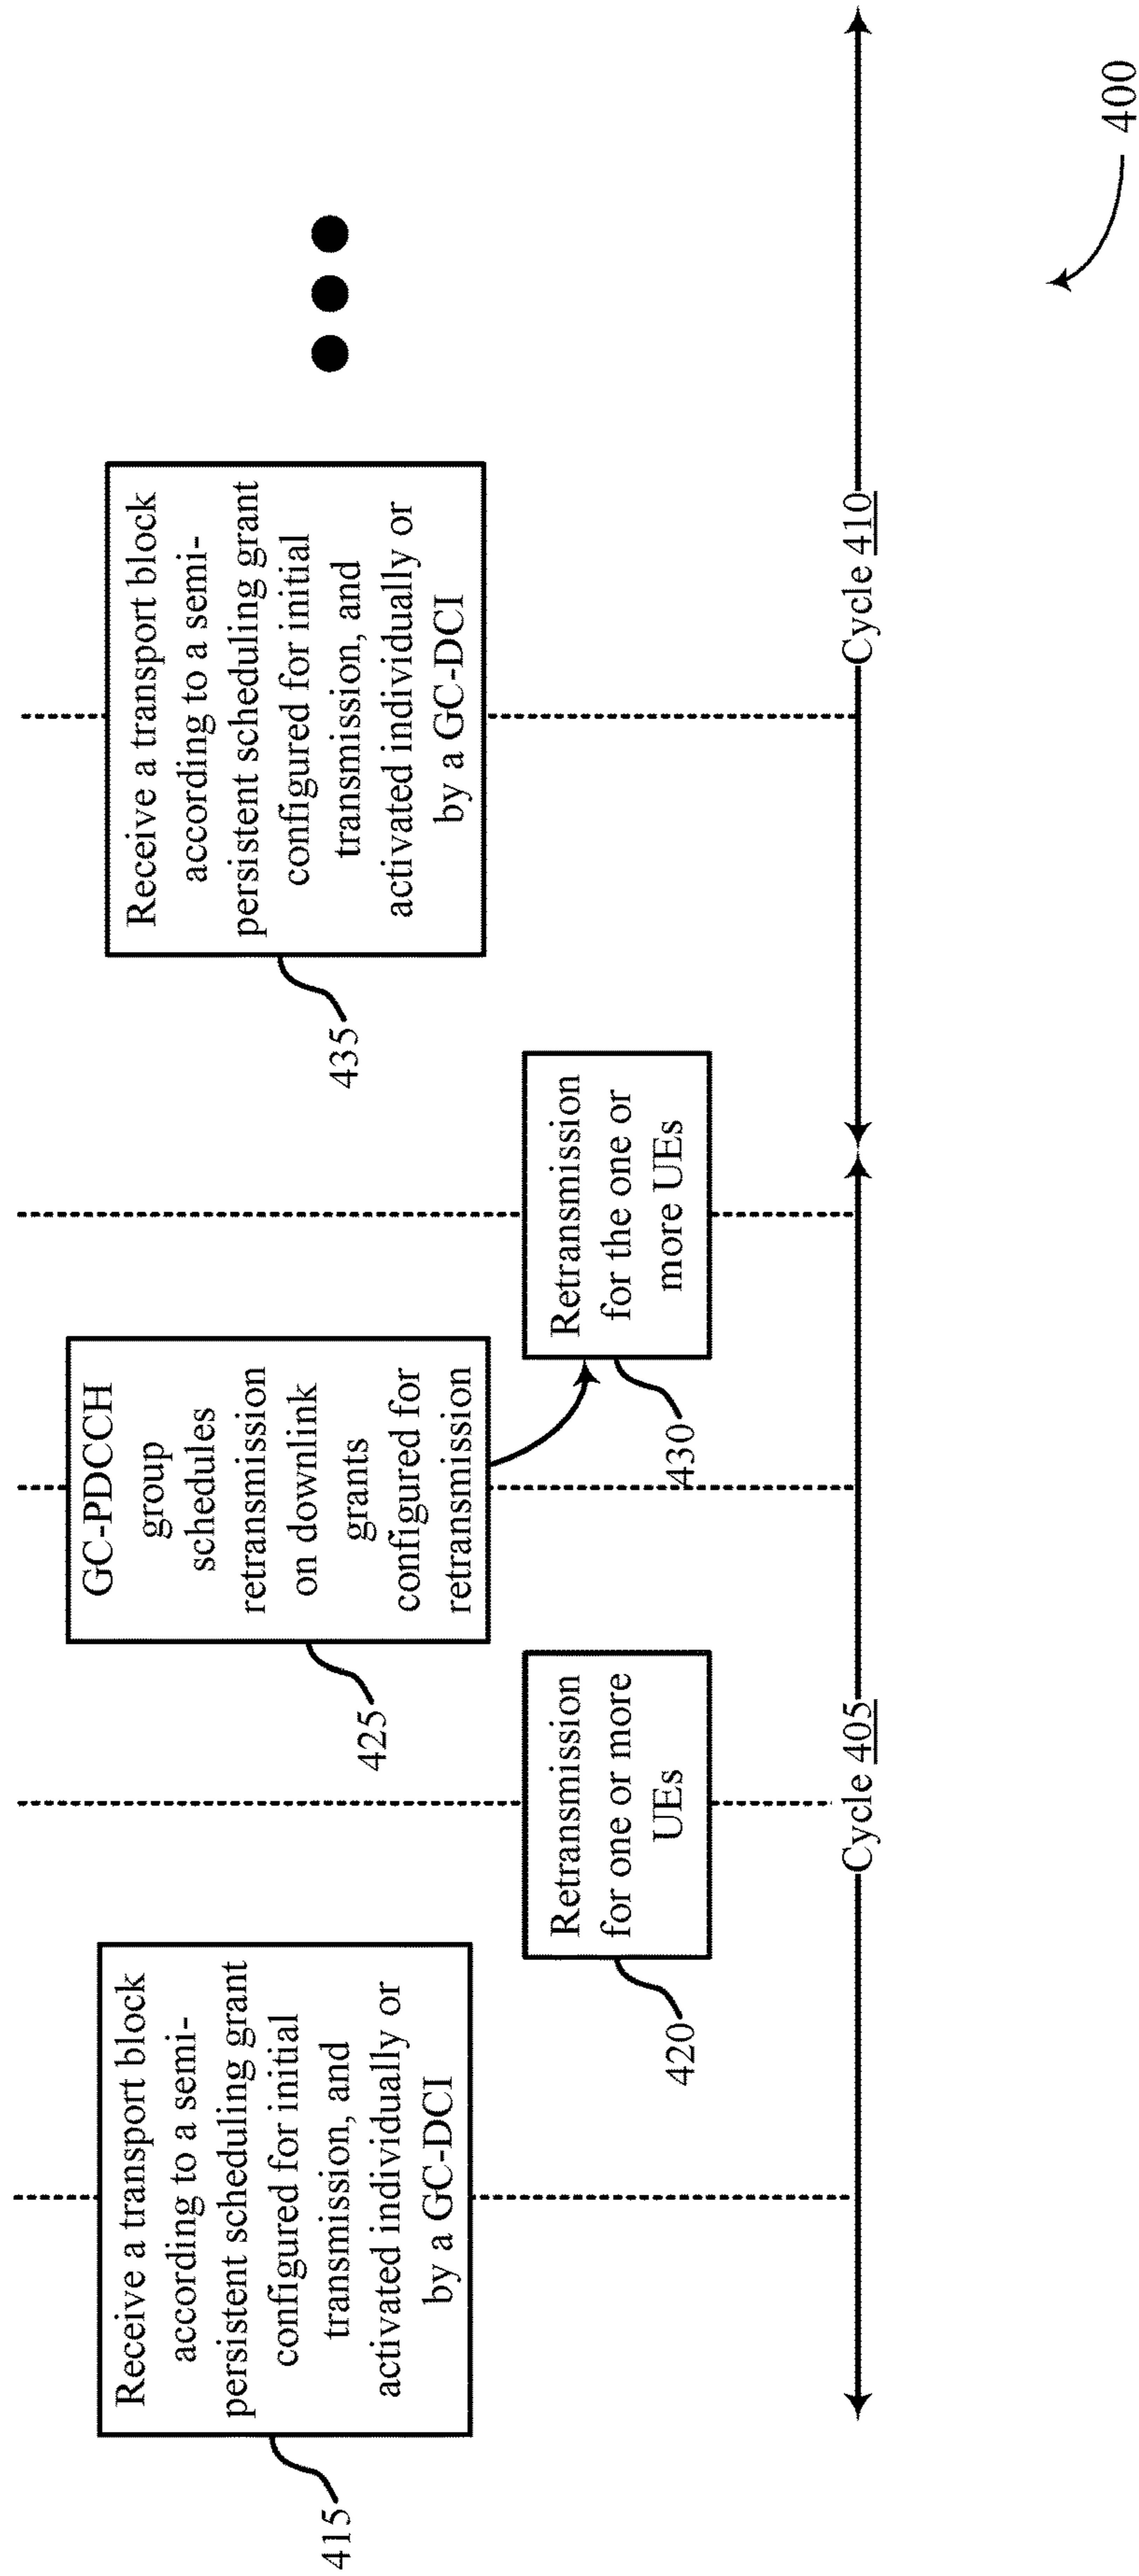 Receive a transport block
according to a semi-
persistent scheduling grant
configured for initial
transmission, and
activated individually or
by a GC-DCI
415
Retransmission
for one or more
UEs
420
GC-PDCCH
group
schedules
retransmission
on downlink
grants
configured for
retransmission
425
Retransmission
for the one or
more UEs
430
Receive a transport block
according to a semi-
persistent scheduling grant
configured for initial
transmission, and
activated individually or
by a GC-DCI
435
Cycle 405
Cycle 410
400